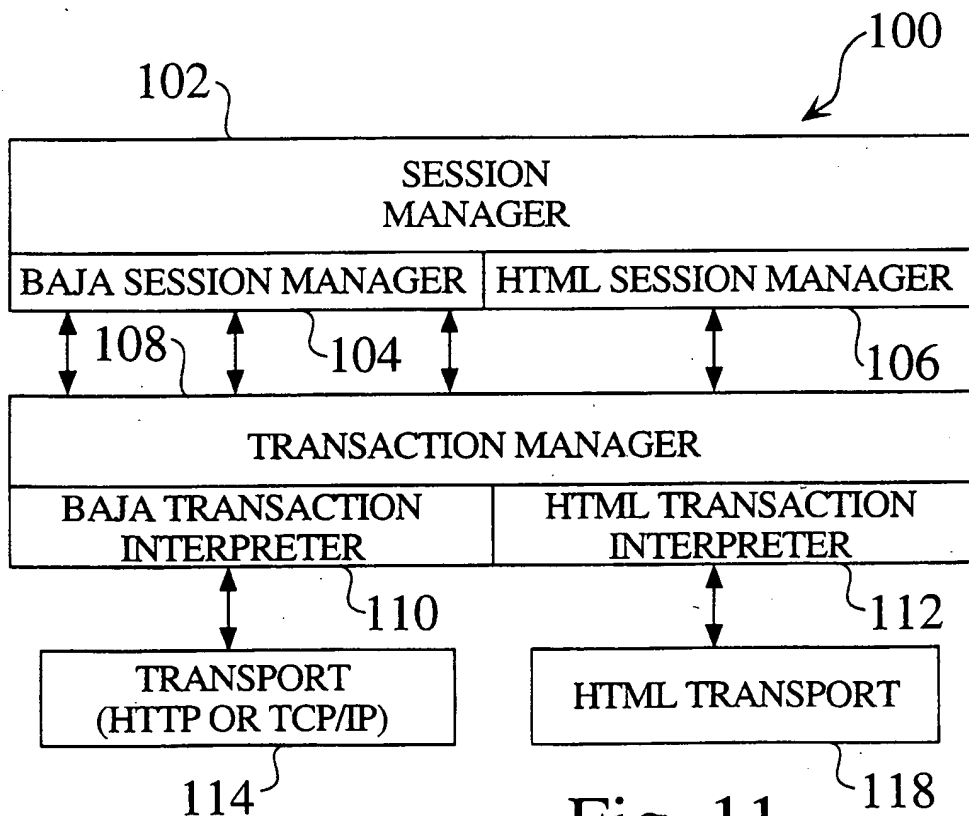 100
102
SESSION
MANAGER
BAJA SESSION MANAGER
HTML SESSION MANAGER
108
104
106
TRANSACTION MANAGER
BAJA TRANSACTION
INTERPRETER
HTML TRANSACTION
INTERPRETER
110
112
TRANSPORT
(HTTP OR TCP/IP)
HTML TRANSPORT
114
118
Fig. 11